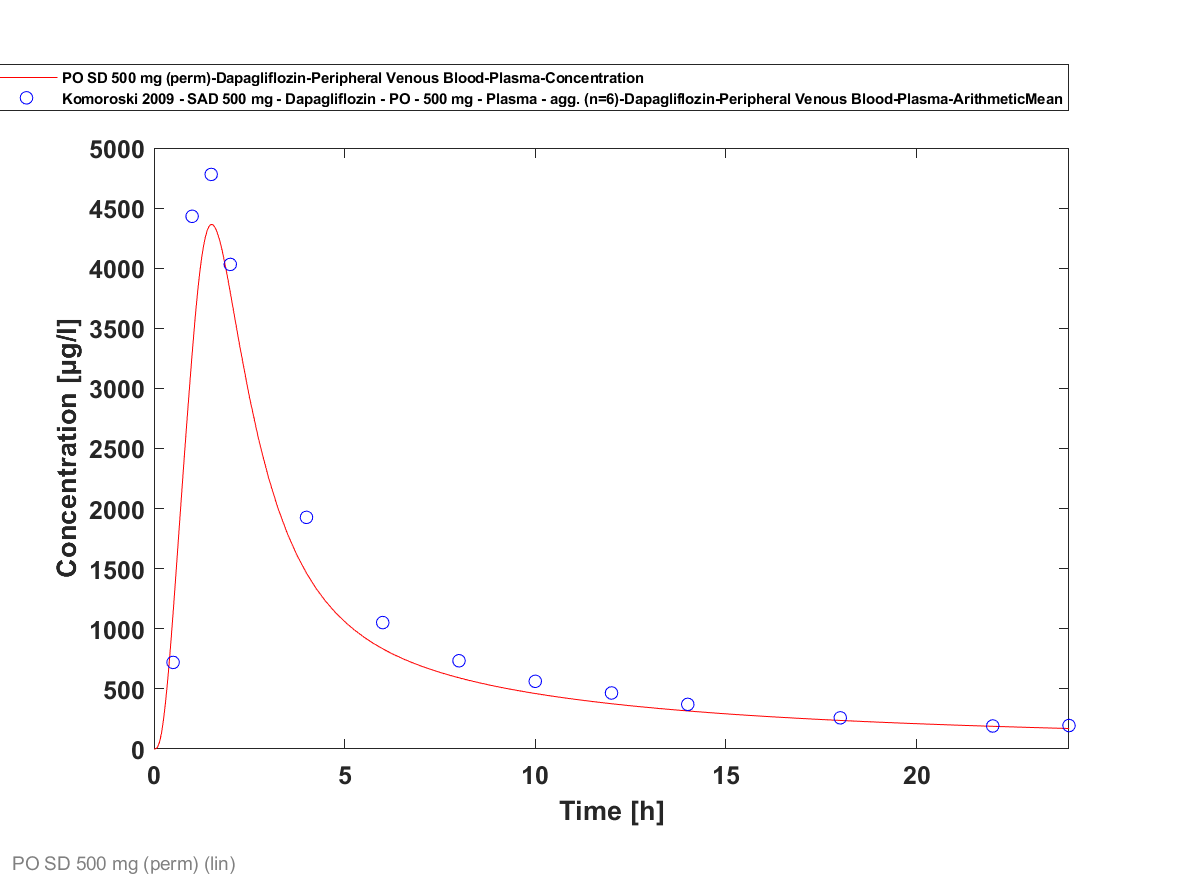 PO SD 500 mg (perm)-Dapagliflozin-Peripheral Venous Blood-Plasma-Concentration
Komoroski 2009 - SAD 500 mg - Dapagliflozin - PO - 500 mg - Plasma - agg. (n=6)-Dapagliflozin-Peripheral Venous Blood-Plasma-ArithmeticMean
5000
4500
4000
3500
3000
2500
2000
1500
1000
500
0
Concentration [µg/l]
0 5 10 15 20
Time [h]
PO SD 500 mg (perm) (lin)